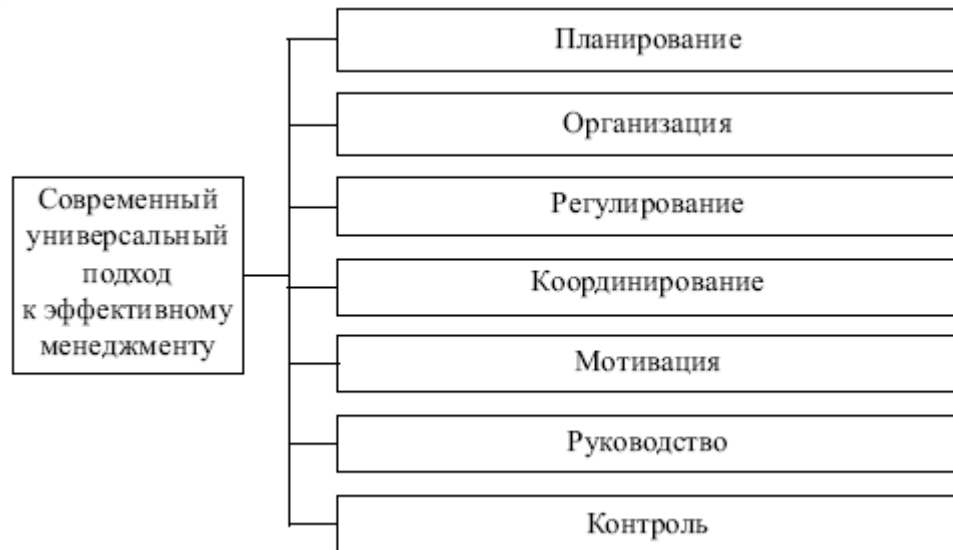 Современный
универсальный
подход
к эффективному
менеджменту
Планирование
Организация
Регулирование
Координирование
Мотивация
Руководство
Контроль